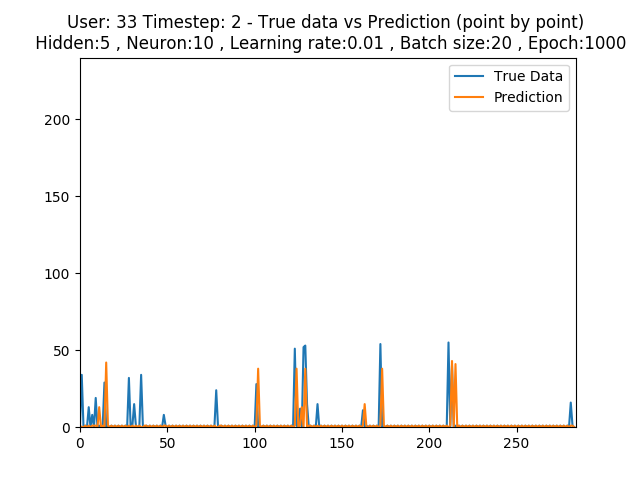 User: 33 Timestep: 2 - True data vs Prediction (point by point)
Hidden:5 , Neuron:10 , Learning rate:0.01 , Batch size:20 , Epoch:1000
True Data
Prediction
200
150
100
50
0
0 50 100 150 200 250